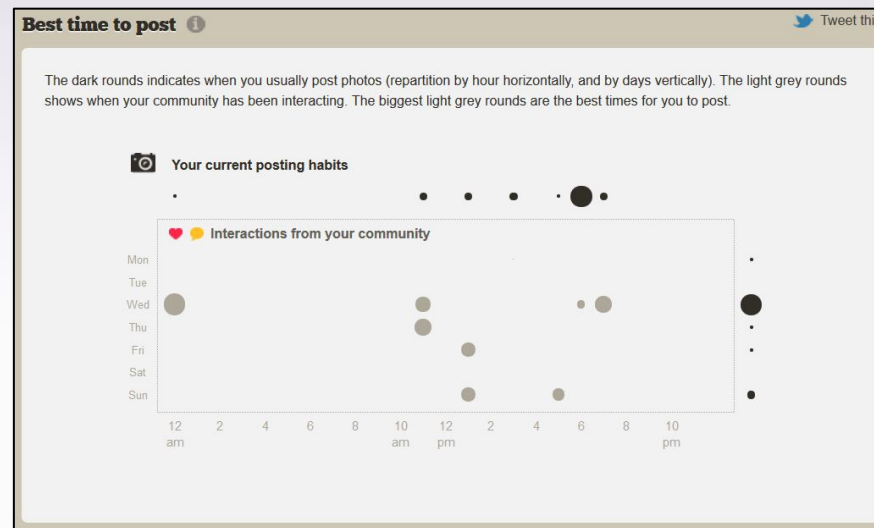 Best time to post
Tweet thi
The dark rounds indicates when you usually post photos (repartition by hour horizontally, and by days vertically). The light grey rounds
shows when your community has been interacting. The biggest light grey rounds are the best times for you to post.
Your current posting habits
Interactions from your community
Mon
Tue
Wed
Thu
Fri
Sat
Sun
12 2 4 6 8 10 12 2 4 6 8 10
am am pm pm